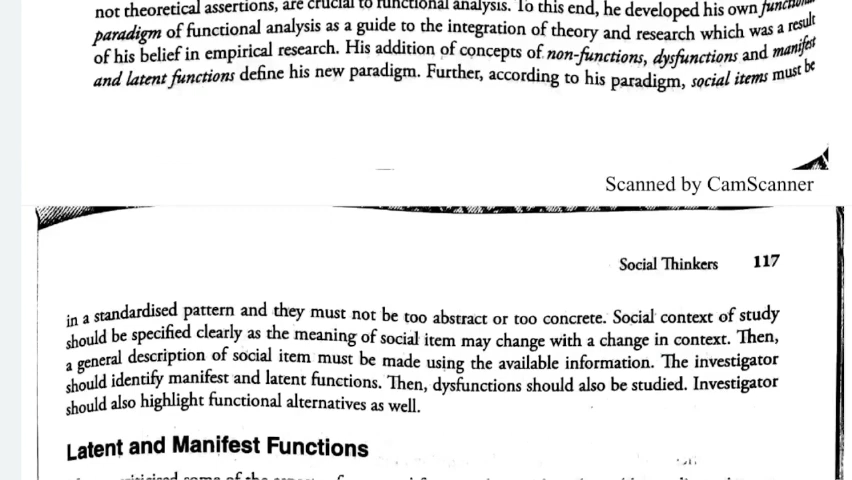 not theoretical assertions, are crucial to functional analysis. To this end, he developed his own
paradigm of functional analysis as a guide to the integration of theory and research which was a result
of his belief in empirical research. His addition of concepts of non-functions, dysfunctions and manifest
and latent functions define his new paradigm. Further, according to his paradigm, social items must be
Scanned by CamScanner
Social Thinkers 117
in a standardised pattern and they must not be too abstract or too concrete. Social context of study
should be specified clearly as the meaning of social item may change with a change in context. Then,
a general description of social item must be made using the available information. The investigator
should identify manifest and latent functions. Then, dysfunctions should also be studied. Investigator
should also highlight functional alternatives as well.
Latent and Manifest Functions
some of the